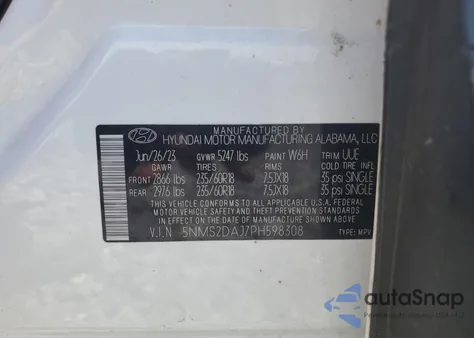 MANUFACTURED BY
HYUNDAI MOTOR MANUFACTURING ALABAMA, LLC
Jun/26/23 GVWR 5247 lbs PAINT W6H TRIM UUE
GAWR TIRES RIMS COLD TIRE INFL
FRONT 2866 lbs 235/60R18 7.5JX18 35 psi SINGLE
REAR 2976 lbs 235/60R18 7.5JX18 35 psi SINGLE
THIS VEHICLE CONFORMS TO ALL APPLICABLE U.S. FEDERAL
MOTOR VEHICLE SAFETY AND THEFT PREVENTION STANDARDS
IN EFFECT ON THE DATE OF MANUFACTURE SHOWN ABOVE.
V.I.N 5NMS2DAJ7PH598308 TYPE: MPV
autoSnap